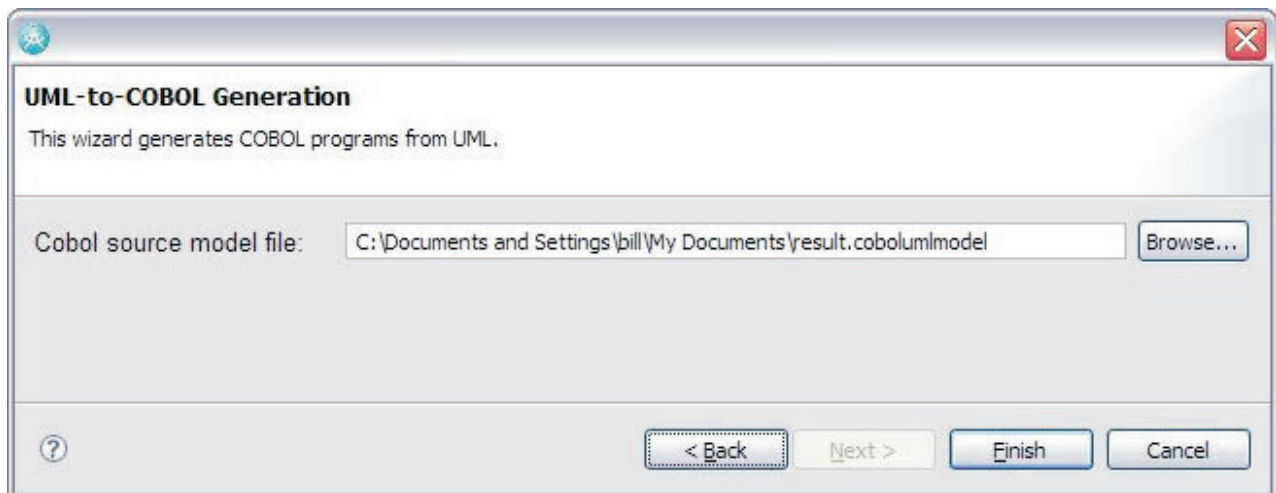 UML-to-COBOL Generation
This wizard generates COBOL programs from UML.
Cobol source model file: C:\Documents and Settings\bill\My Documents\result.cobolumlmodel Browse...
? < Back Next > Finish Cancel